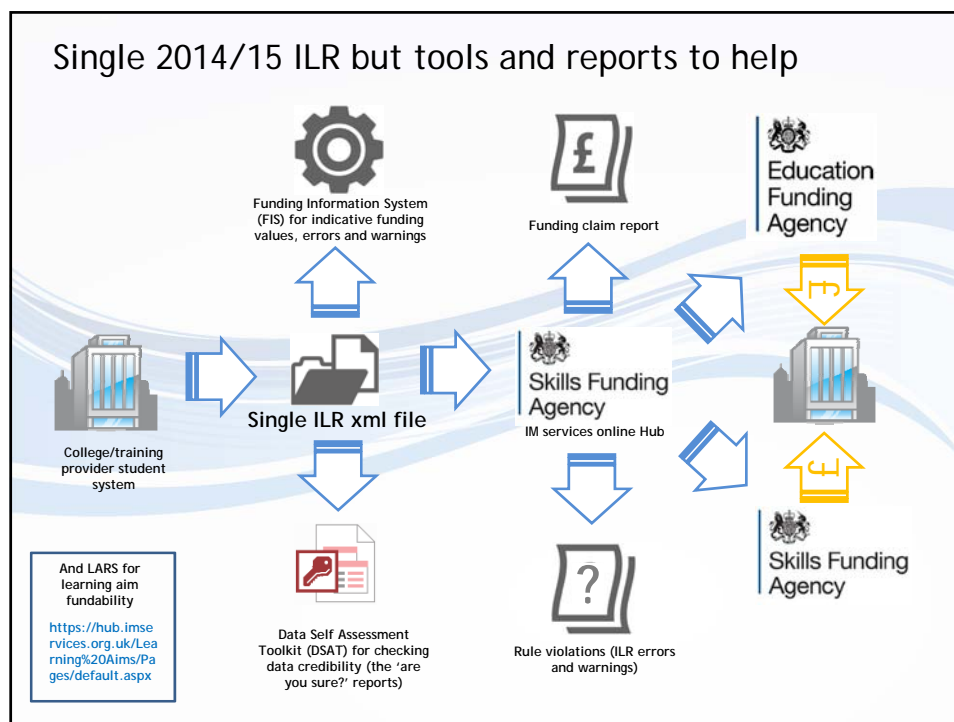 Single 2014/15 ILR but tools and reports to help
Funding Information System
(FIS) for indicative funding
values, errors and warnings
£
Funding claim report
Education
Funding
Agency
£
College/training
provider student
system
Single ILR xml file
Skills Funding
Agency
IM services online Hub
£
Skills Funding
Agency
And LARS for
learning aim
fundability
https://hub.imse
rvices.org.uk/Lea
rning%20Aims/Pa
ges/default.aspx
Data Self Assessment
Toolkit (DSAT) for checking
data credibility (the ‘are
you sure?’ reports)
?
Rule violations (ILR errors
and warnings)